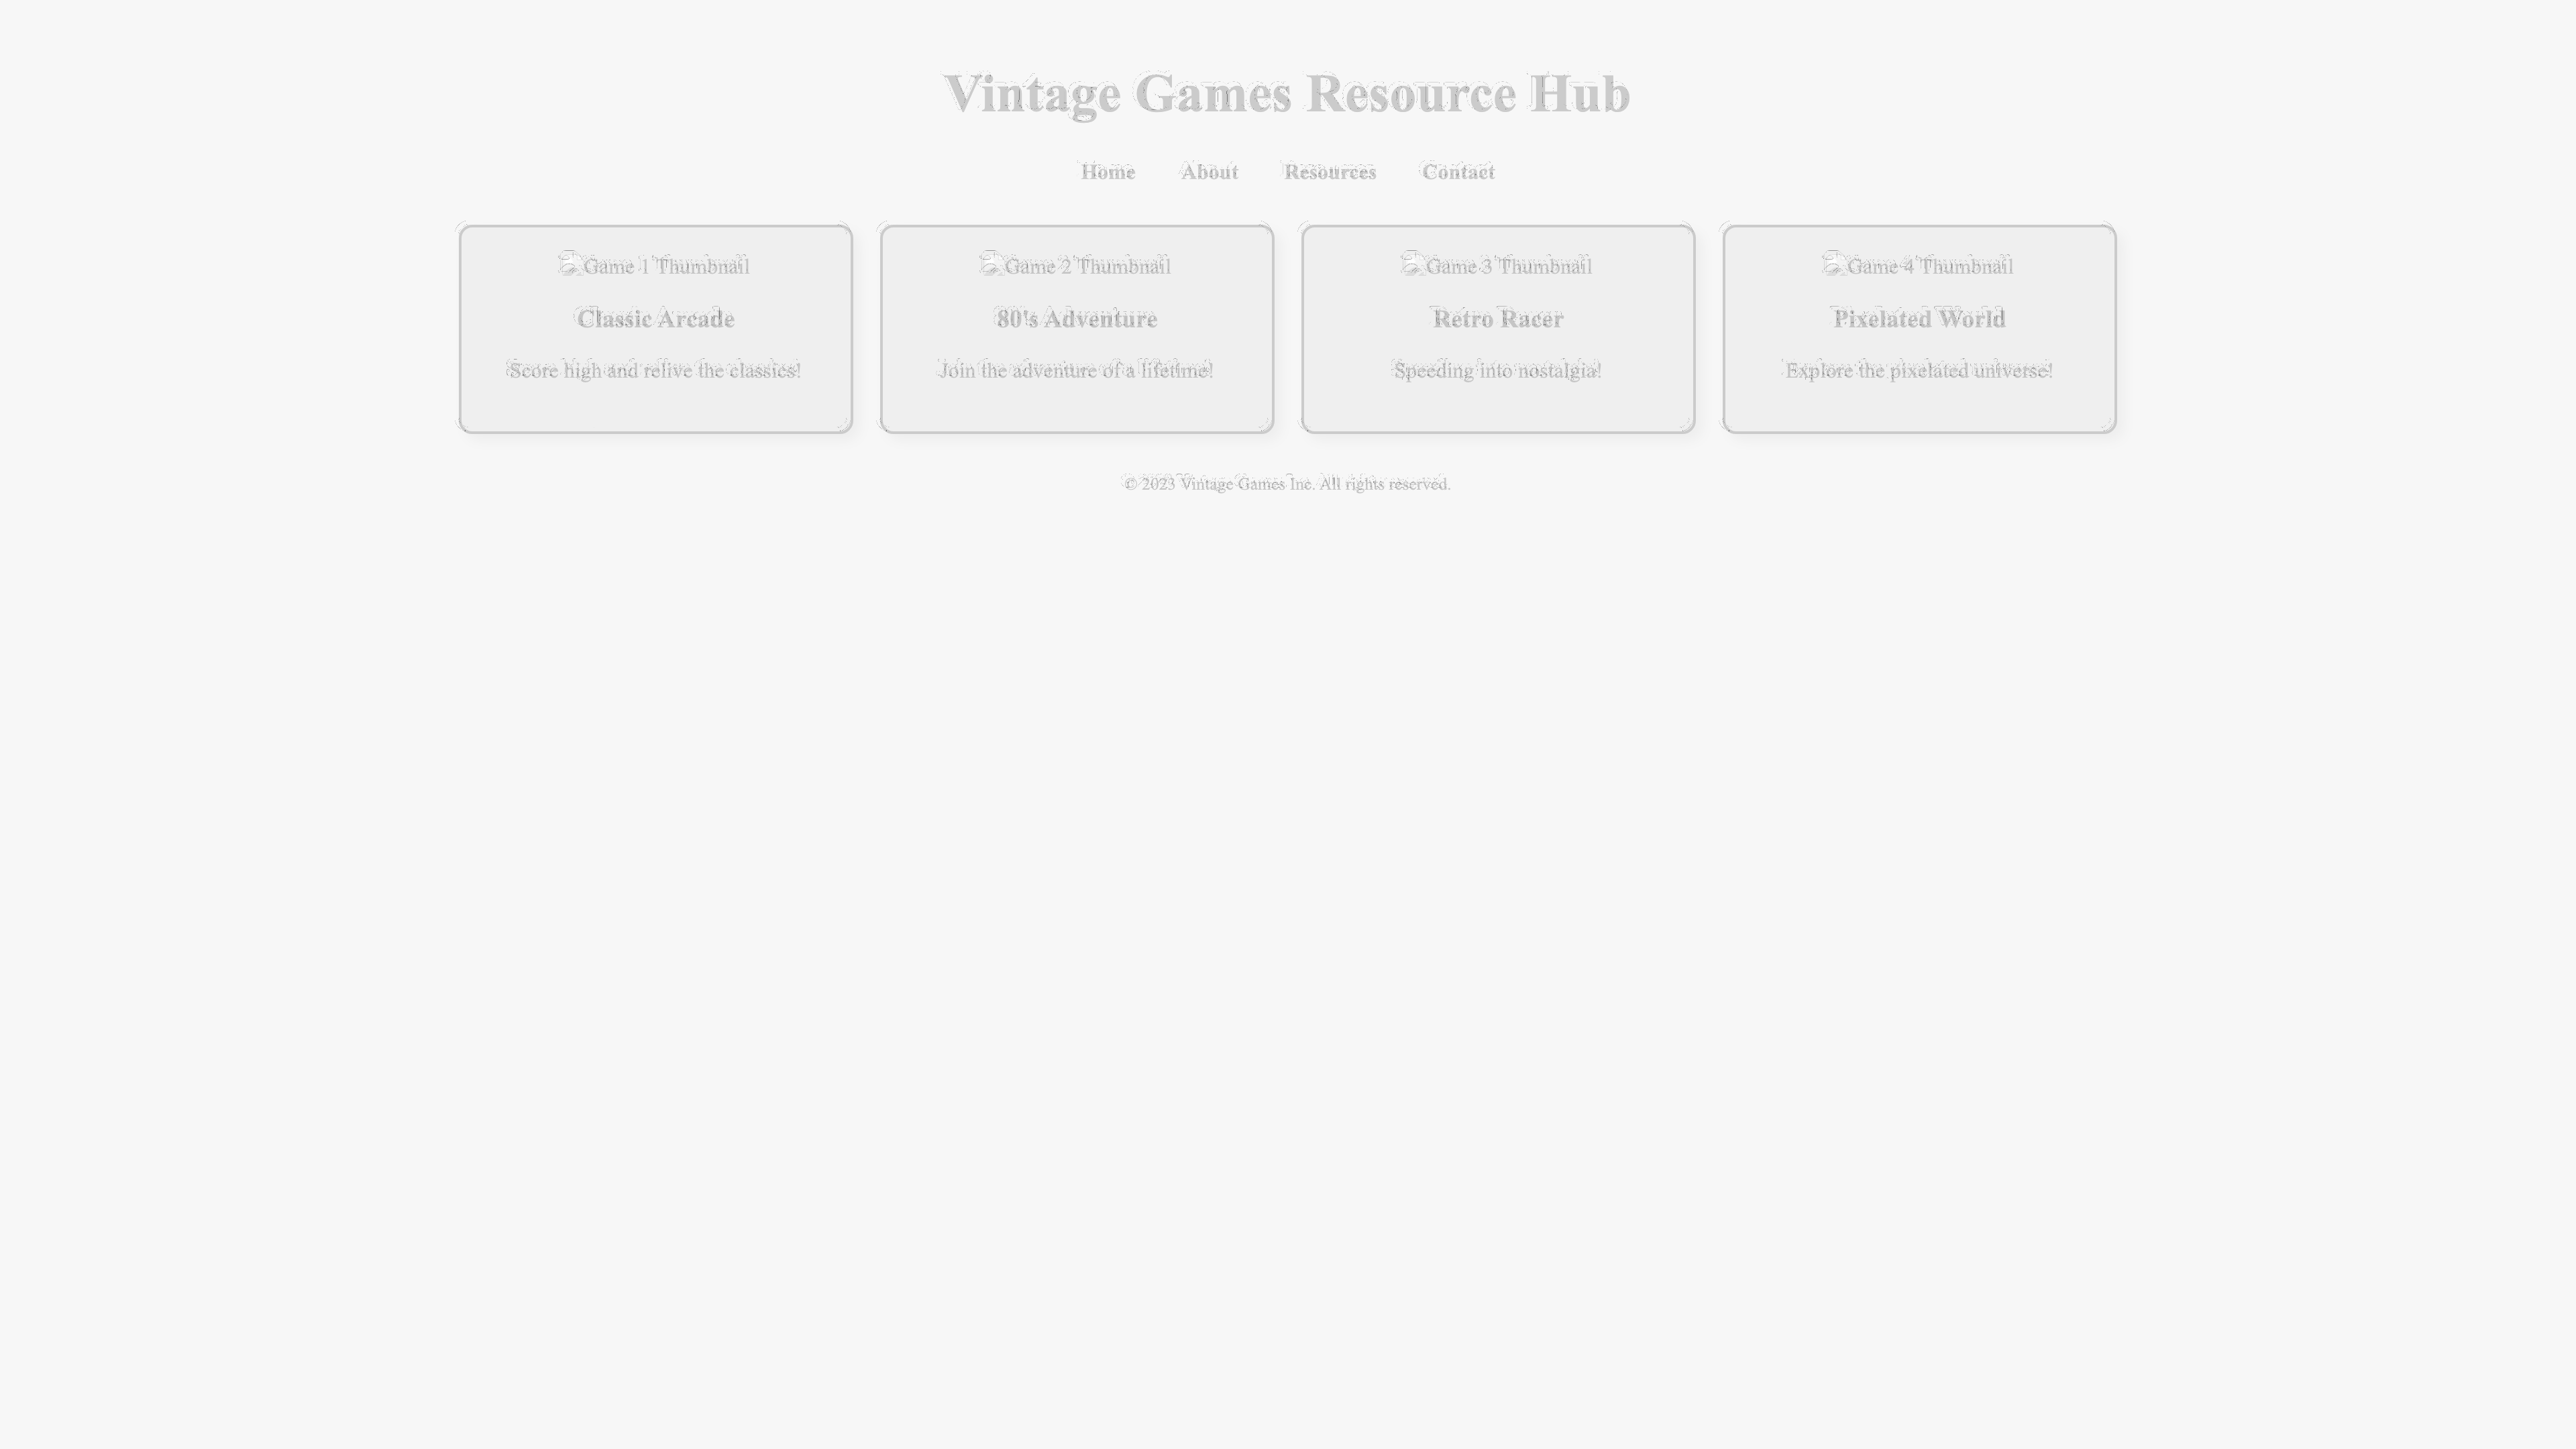 Vintage Games Resource Hub
Home About Resources Contact
Game 1 Thumbnail Game 2 Thumbnail Game 3 Thumbnail Game 4 Thumbnail
Classic Arcade 80's Adventure Retro Racer Pixelated World
Score high and relive the classics! Join the adventure of a lifetime! Speeding into nostalgia! Explore the pixelated universe!
© 2023 Vintage Games Inc. All rights reserved.